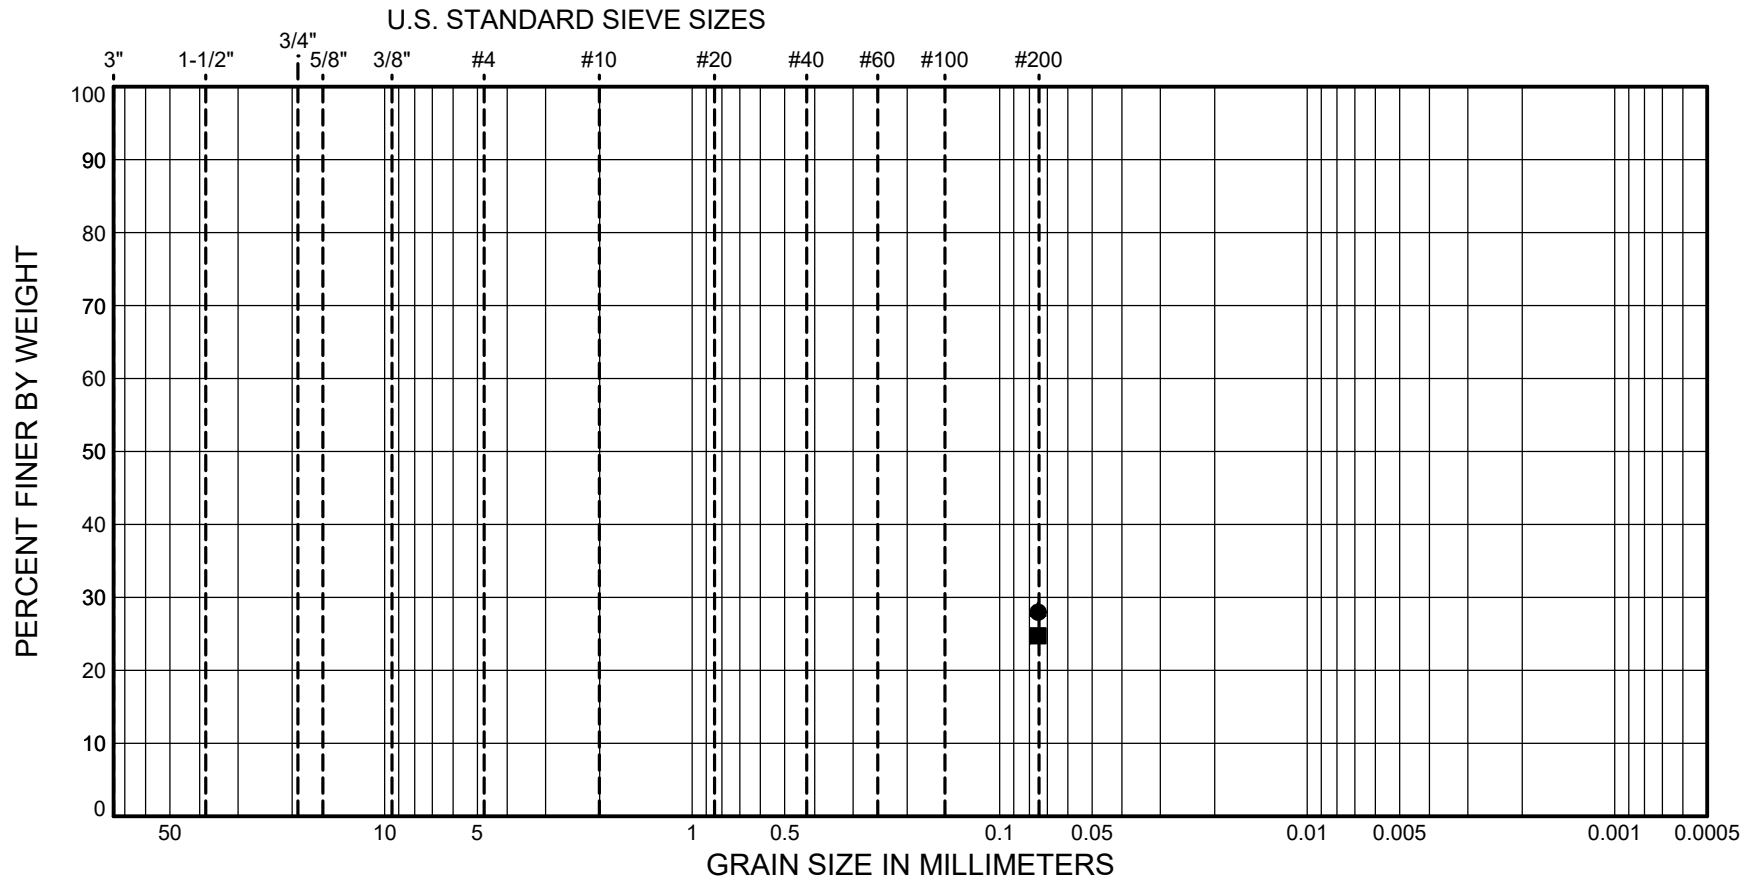 U.S. STANDARD SIEVE SIZES
3" 1-1/2" 3/4" 5/8" 3/8" #4 #10 #20 #40 #60 #100 #200
PERCENT FINER BY WEIGHT
100
90
80
70
60
50
40
30
20
10
0
50 10 5 1 0.5 0.1 0.05 0.01 0.005 0.001 0.0005
GRAIN SIZE IN MILLIMETERS